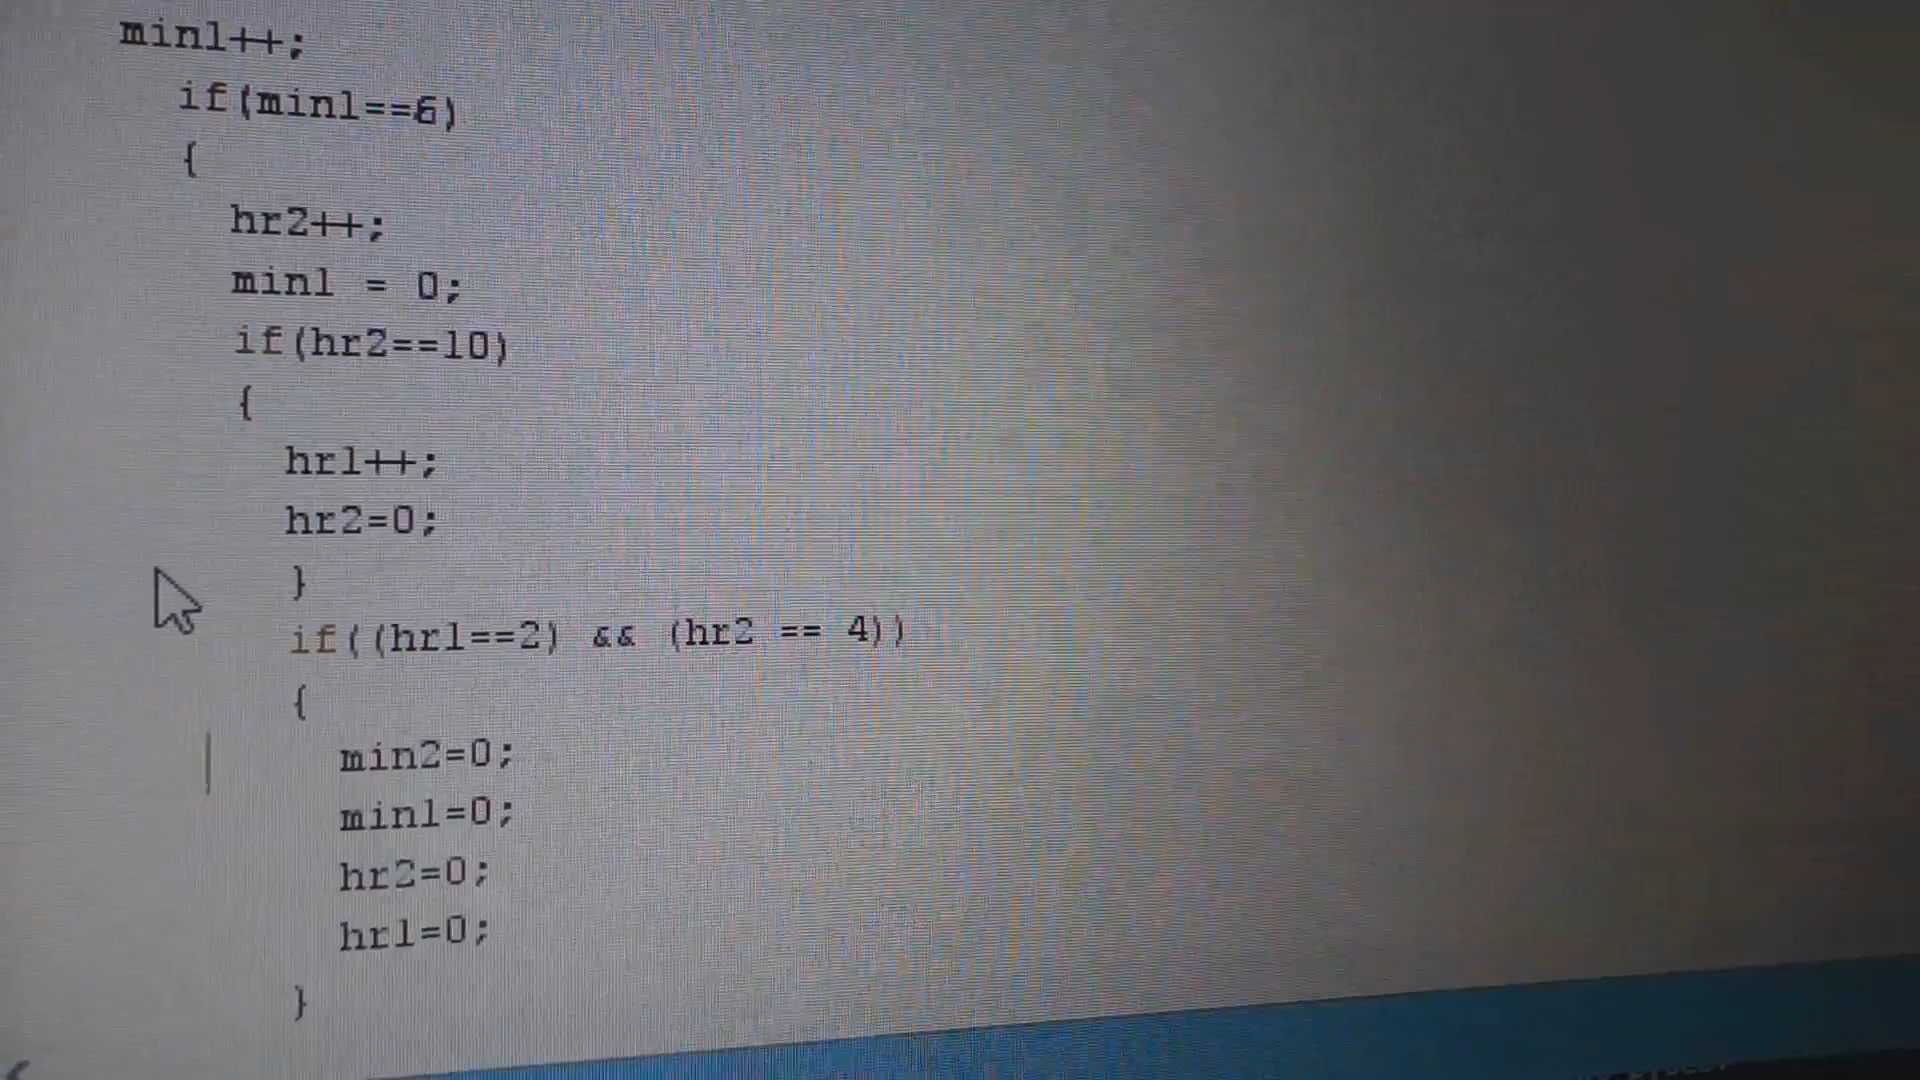 min1++;
if(min1==6)
{
hr2++;
min1 = 0;
if(hr2==10)
{
hr1++;
hr2=0;
}
if((hr1==2) && (hr2 == 4))
{
min2=0;
min1=0;
hr2=0;
hr1=0;
}